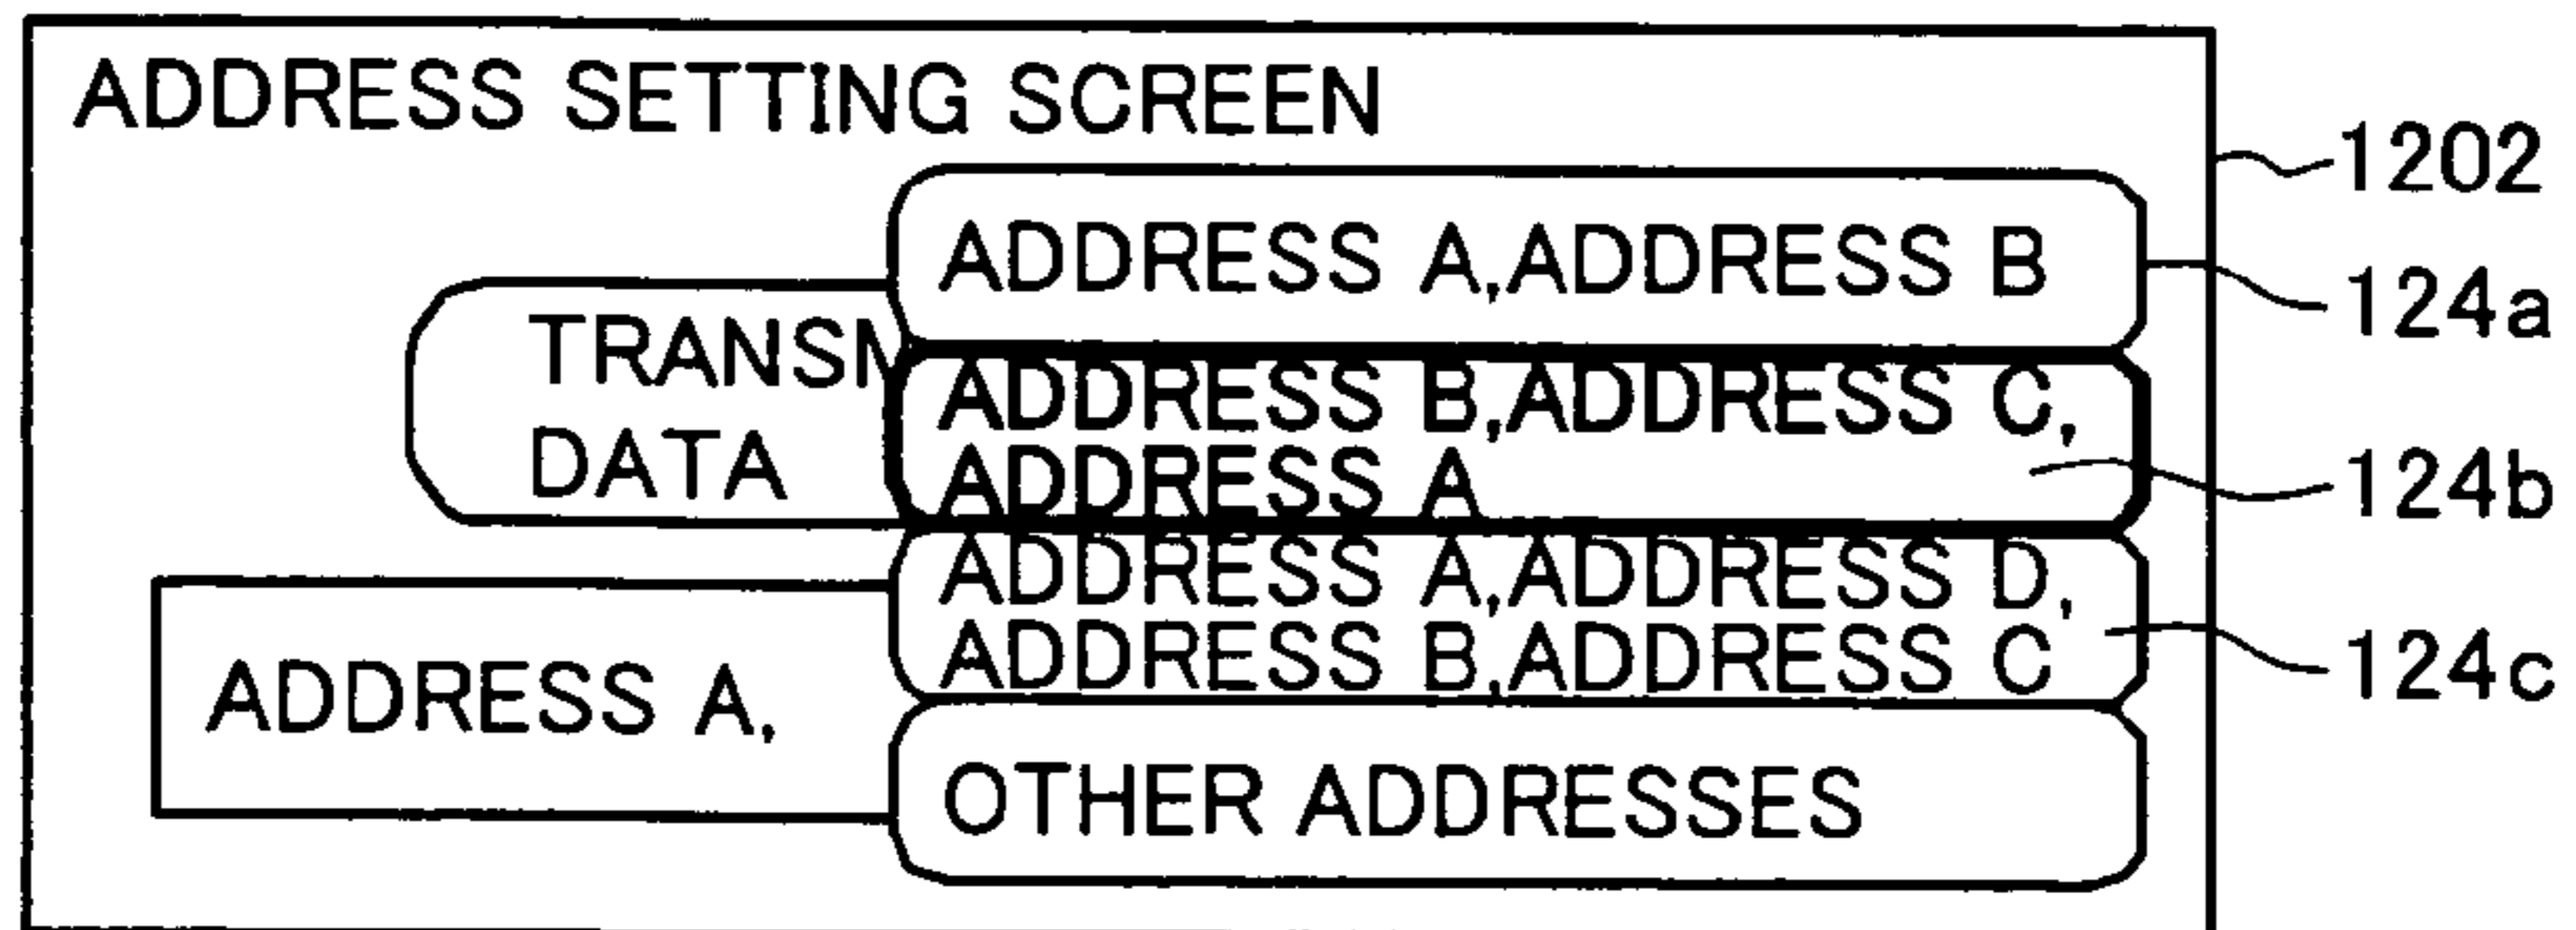 ADDRESS SETTING SCREEN
1202
ADDRESS A,ADDRESS B
124a
TRANSM
DATA
ADDRESS B,ADDRESS C,
ADDRESS A
124b
ADDRESS A,ADDRESS D,
ADDRESS B,ADDRESS C
124c
ADDRESS A,
OTHER ADDRESSES